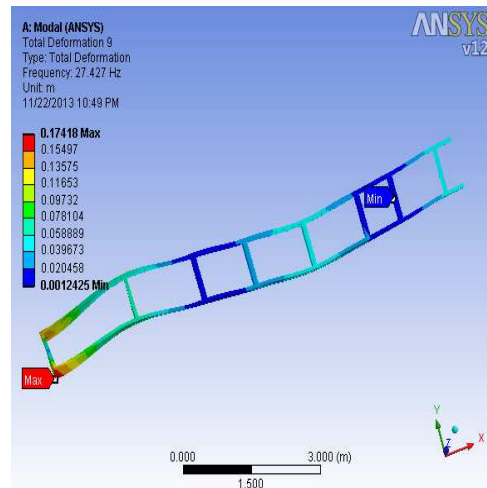 A: Modal (ANSYS)
Total Deformation 9
Type: Total Deformation
Frequency: 27.427 Hz
Unit: m
11/22/2013 10:49 PM
ANSYS
v12
0.17418 Max
0.15497
0.13575
0.11653
0.09732
0.078104
0.058889
0.039673
0.020458
0.0012425 Min
Min
Max
Y
X
Z
0.000
3.000 (m)
1.500